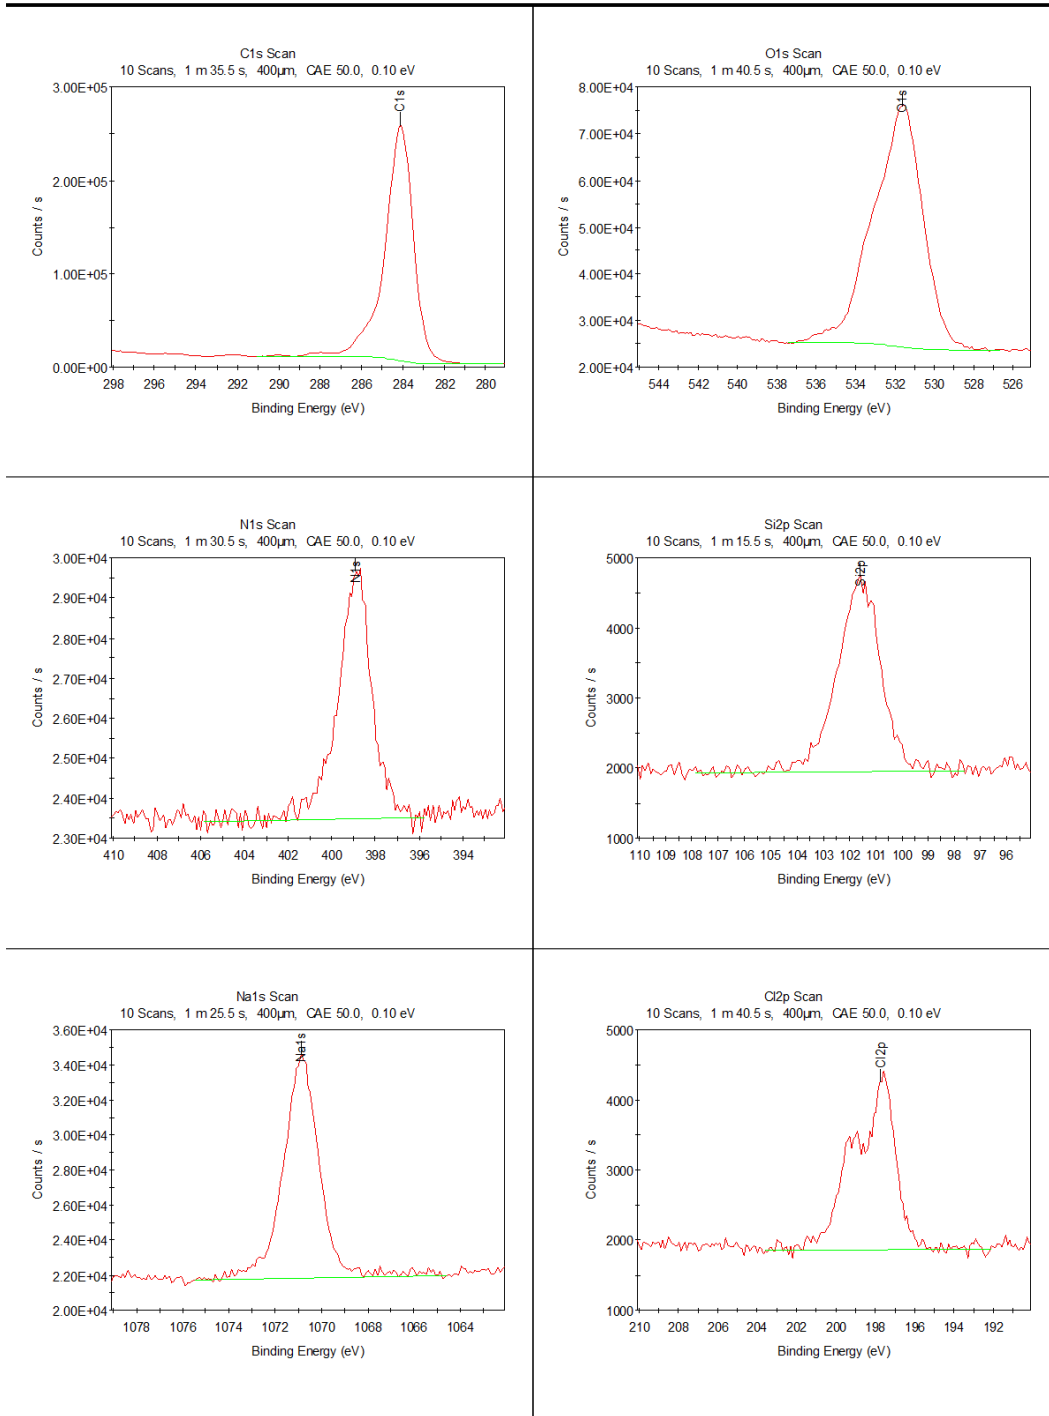 C1s Scan
10 Scans, 1 m 35.5 s, 400µm, CAE 50.0, 0.10 eV
3.00E+05
2.00E+05
1.00E+05
0.00E+00
Counts / s
C1s
298 296 294 292 290 288 286 284 282 280
Binding Energy (eV)
O1s Scan
10 Scans, 1 m 40.5 s, 400µm, CAE 50.0, 0.10 eV
8.00E+04
7.00E+04
6.00E+04
5.00E+04
4.00E+04
3.00E+04
2.00E+04
Counts / s
O1s
544 542 540 538 536 534 532 530 528 526
Binding Energy (eV)
N1s Scan
10 Scans, 1 m 30.5 s, 400µm, CAE 50.0, 0.10 eV
3.00E+04
2.90E+04
2.80E+04
2.70E+04
2.60E+04
2.50E+04
2.40E+04
2.30E+04
Counts / s
N1s
410 408 406 404 402 400 398 396 394
Binding Energy (eV)
Si2p Scan
10 Scans, 1 m 15.5 s, 400µm, CAE 50.0, 0.10 eV
5000
4000
3000
2000
1000
Counts / s
Si2p
110 109 108 107 106 105 104 103 102 101 100 99 98 97 96
Binding Energy (eV)
Na1s Scan
10 Scans, 1 m 25.5 s, 400µm, CAE 50.0, 0.10 eV
3.60E+04
3.40E+04
3.20E+04
3.00E+04
2.80E+04
2.60E+04
2.40E+04
2.20E+04
2.00E+04
Counts / s
Na1s
1078 1076 1074 1072 1070 1068 1066 1064
Binding Energy (eV)
Cl2p Scan
10 Scans, 1 m 40.5 s, 400µm, CAE 50.0, 0.10 eV
5000
4000
3000
2000
1000
Counts / s
Cl2p
210 208 206 204 202 200 198 196 194 192
Binding Energy (eV)